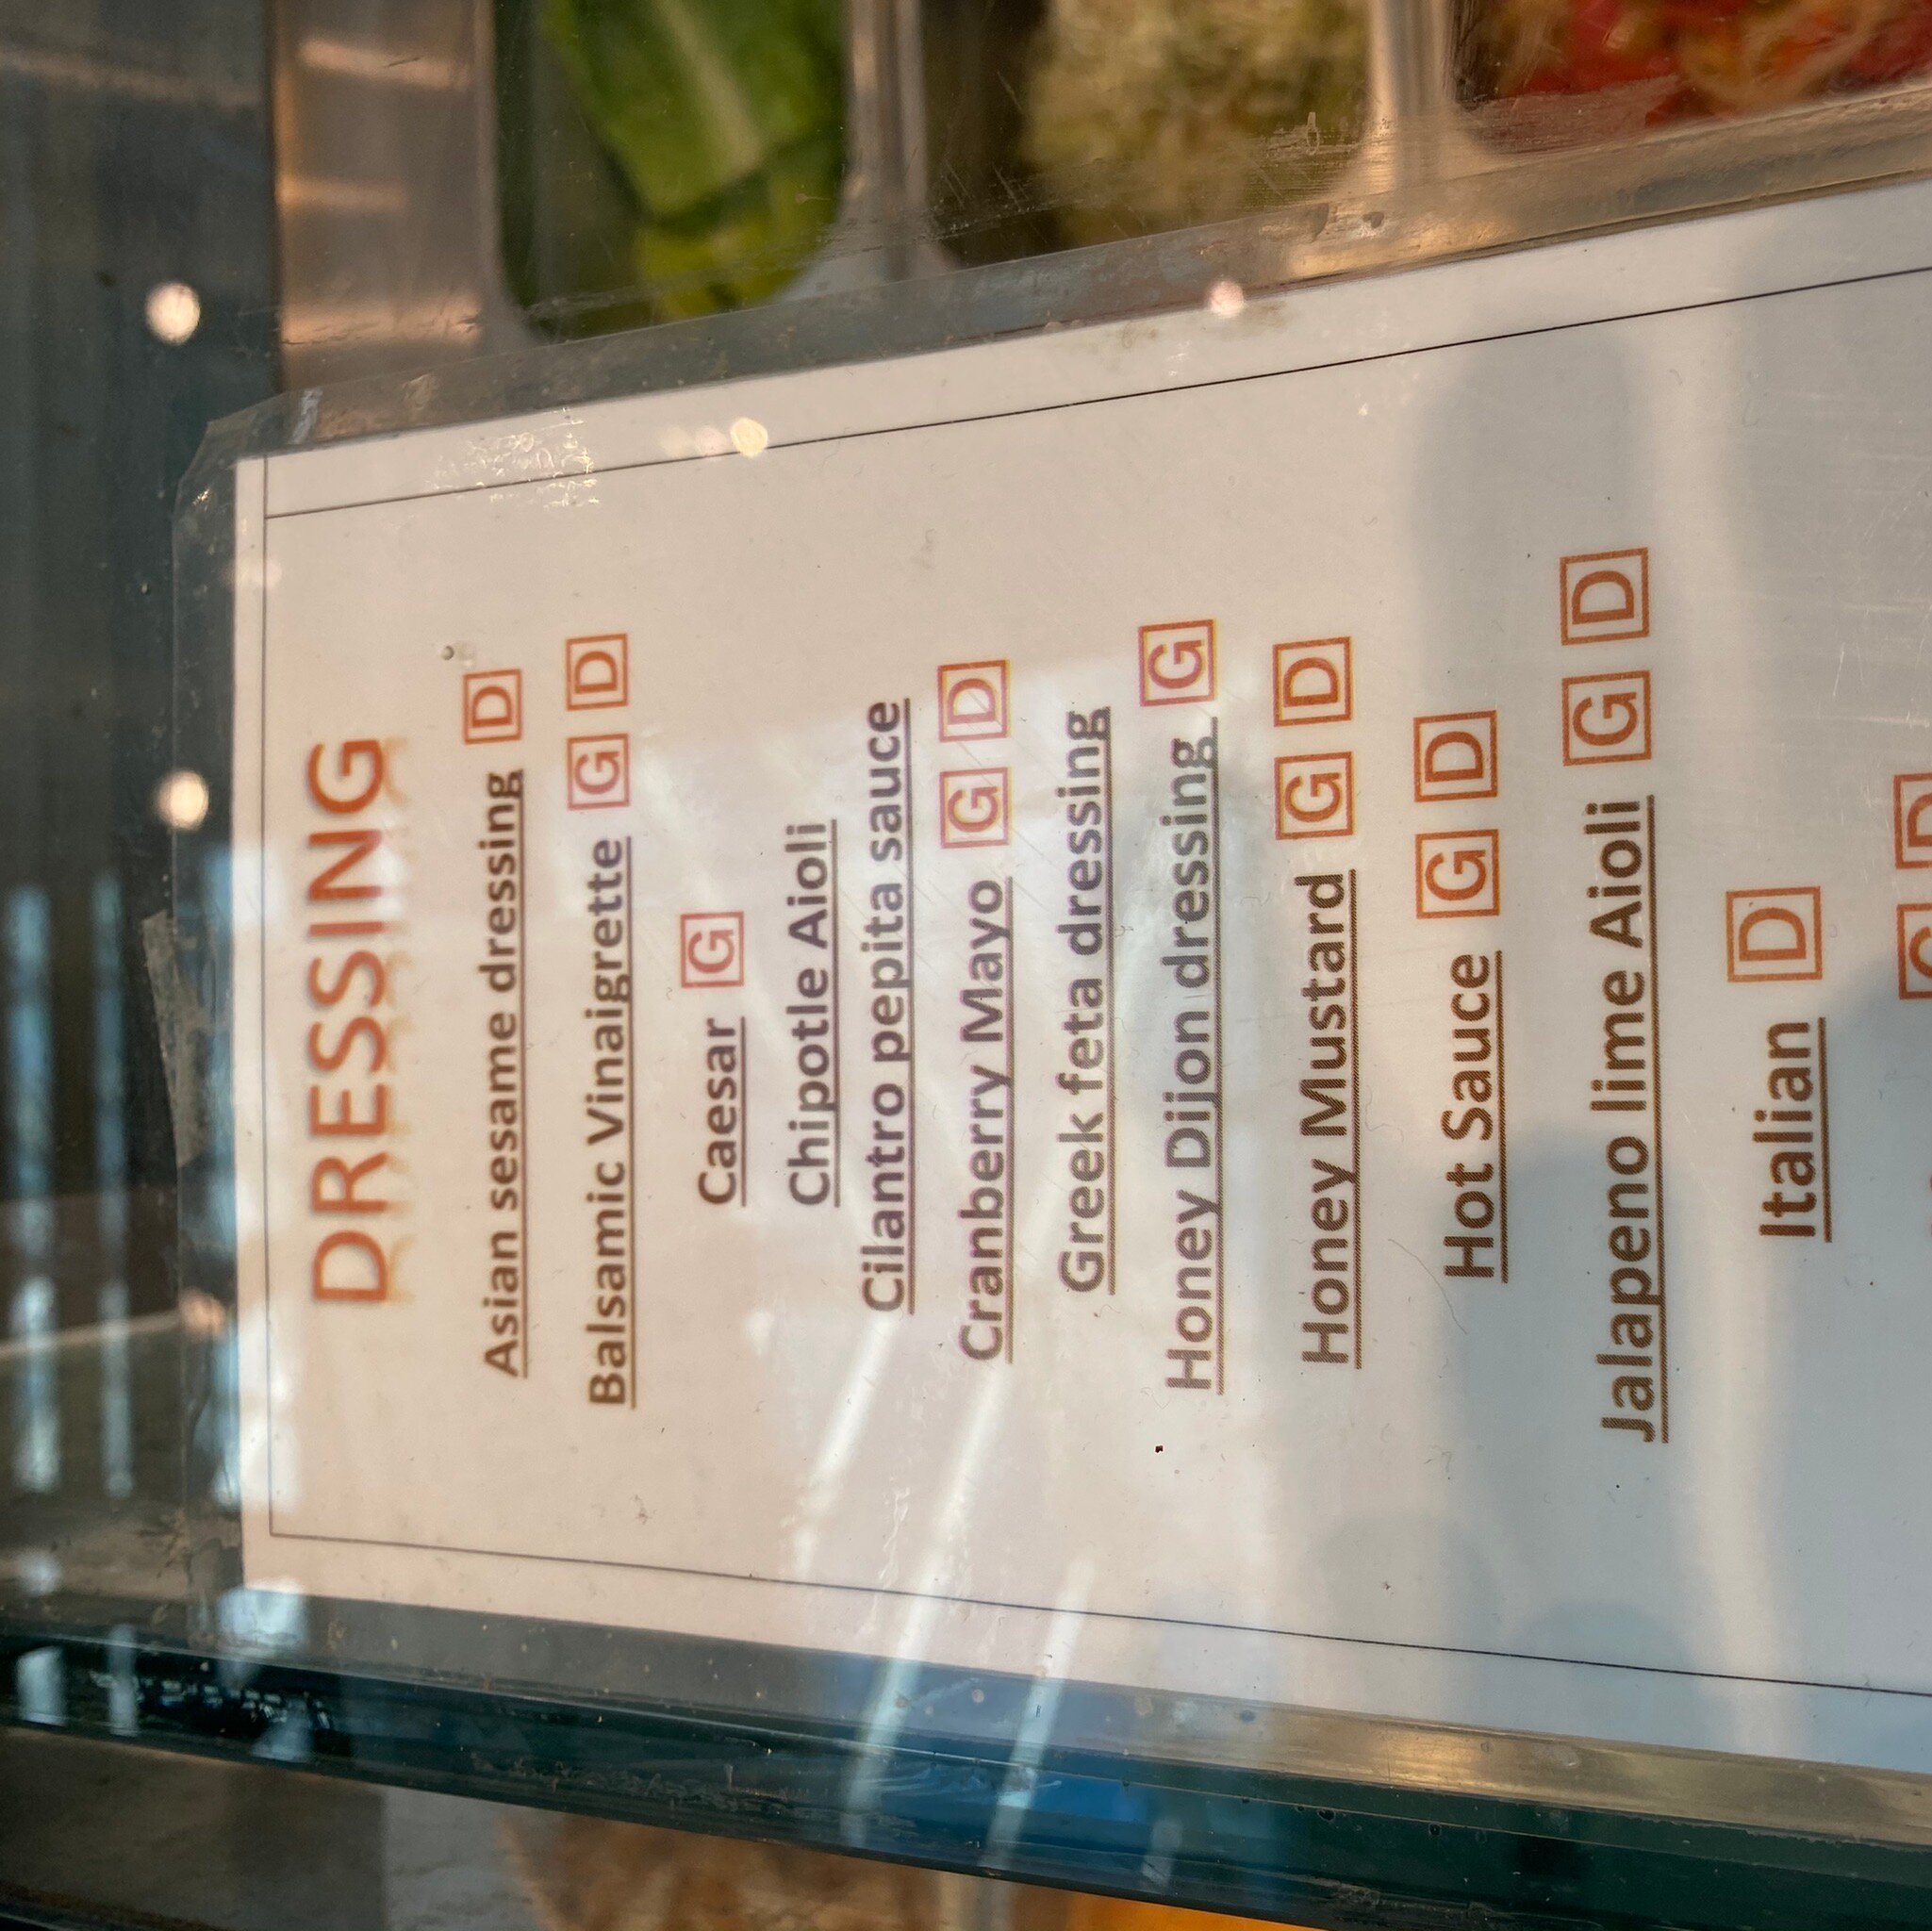 DRESSING
Asian sesame dressing D
Balsamic Vinaigrette G D
Caesar G
Chipotle Aioli
Cilantro pepita sauce
Cranberry Mayo G D
Greek feta dressing
Honey Dijon dressing G
Honey Mustard G D
Hot Sauce G D
Jalapeno lime Aioli G D
Italian D
G D